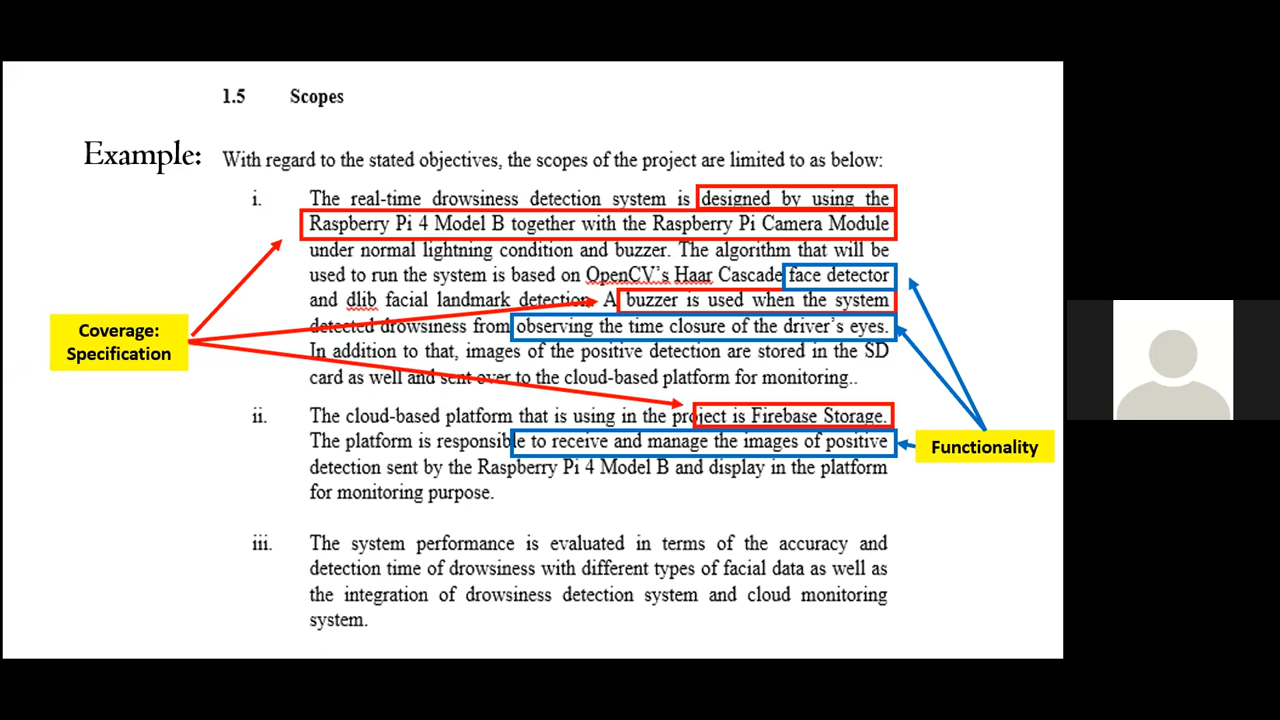 1.5 Scopes
Example:
With regard to the stated objectives, the scopes of the project are limited to as below:
i. The real-time drowsiness detection system is designed by using the
Raspberry Pi 4 Model B together with the Raspberry Pi Camera Module
under normal lightning condition and buzzer. The algorithm that will be
used to run the system is based on OpenCV's Haar Cascade face detector
and dlib facial landmark detection. A buzzer is used when the system
detected drowsiness from observing the time closure of the driver's eyes.
In addition to that, images of the positive detection are stored in the SD
card as well and sent over to the cloud-based platform for monitoring..
ii. The cloud-based platform that is using in the project is Firebase Storage.
The platform is responsible to receive and manage the images of positive
detection sent by the Raspberry Pi 4 Model B and display in the platform
for monitoring purpose.
iii. The system performance is evaluated in terms of the accuracy and
detection time of drowsiness with different types of facial data as well as
the integration of drowsiness detection system and cloud monitoring
system.
Coverage:
Specification
Functionality